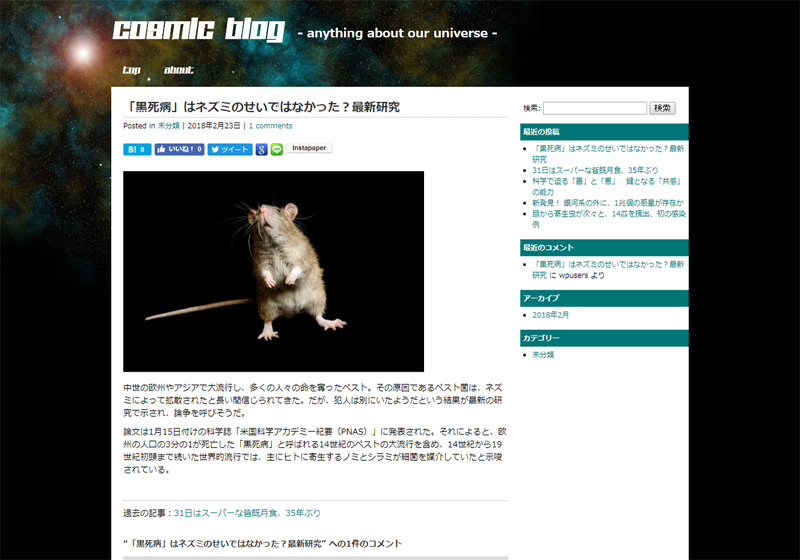 cosmic blog
- anything about our universe -
top about
「黒死病」はネズミのせいではなかった？最新研究
Posted in 未分類 | 2018年2月23日 | 1 comments
B! 0 いいね！ 0 ツイート g LINE Instapaper
中世の欧州やアジアで大流行し、多くの人々の命を奪ったペスト。その原因であるペスト菌は、ネズ
ミによって拡散されたと長い間信じられてきた。だが、犯人は別にいたようだという結果が最新の研
究で示され、論争を呼びそうだ。
論文は1月15日付けの科学誌「米国科学アカデミー紀要（PNAS）」に発表された。それによると、欧
州の人口の3分の1が死亡した「黒死病」と呼ばれる14世紀のペストの大流行を含め、14世紀から19
世紀初頭まで続いた世界的流行では、主にヒトに寄生するノミとシラミが細菌を媒介していたと示唆
されている。
過去の記事：31日はスーパーな皆既月食、35年ぶり
“「黒死病」はネズミのせいではなかった？最新研究” への1件のコメント
検索: 検索
最近の投稿
「黒死病」はネズミのせいではなかった？最新
研究
31日はスーパーな皆既月食、35年ぶり
科学で迫る「善」と「悪」 鍵となる「共感」
の能力
新発見！ 銀河系の外に、1兆個の惑星が存在か
目から寄生虫が次々と、14匹を摘出、初の感染
例
最近のコメント
「黒死病」はネズミのせいではなかった？最新
研究 に wpusers より
アーカイブ
2018年2月
カテゴリー
未分類